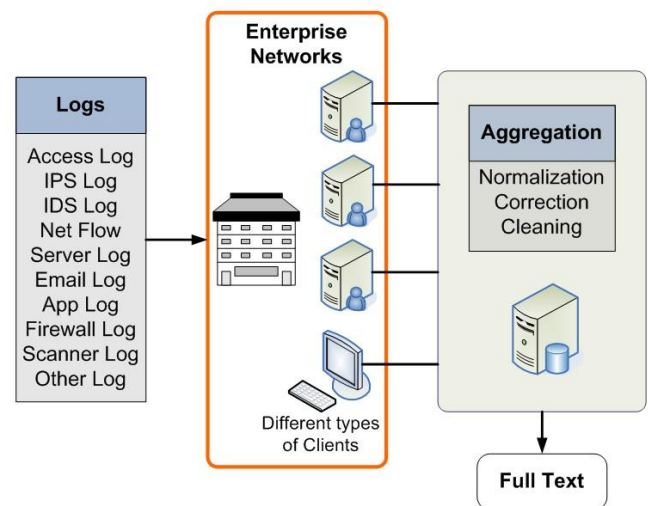 Logs
Access Log
IPS Log
IDS Log
Net Flow
Server Log
Email Log
App Log
Firewall Log
Scanner Log
Other Log
Enterprise
Networks
Different types
of Clients
Aggregation
Normalization
Correction
Cleaning
Full Text